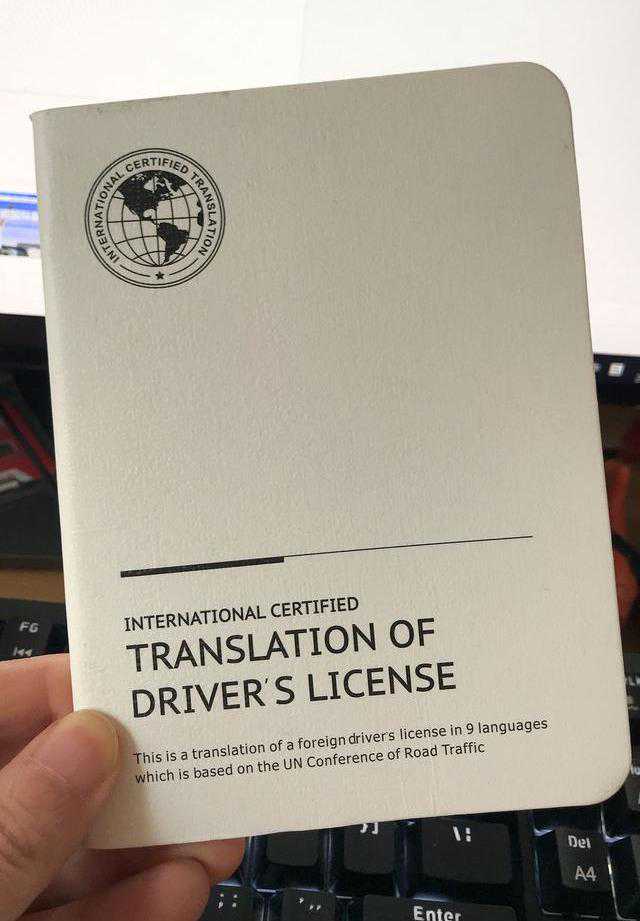 INTERNATIONAL CERTIFIED TRANSLATION
INTERNATIONAL CERTIFIED
TRANSLATION OF
DRIVER'S LICENSE
This is a translation of a foreign drivers license in 9 languages
which is based on the UN Conference of Road Traffic
FG
Del
A4
Enter